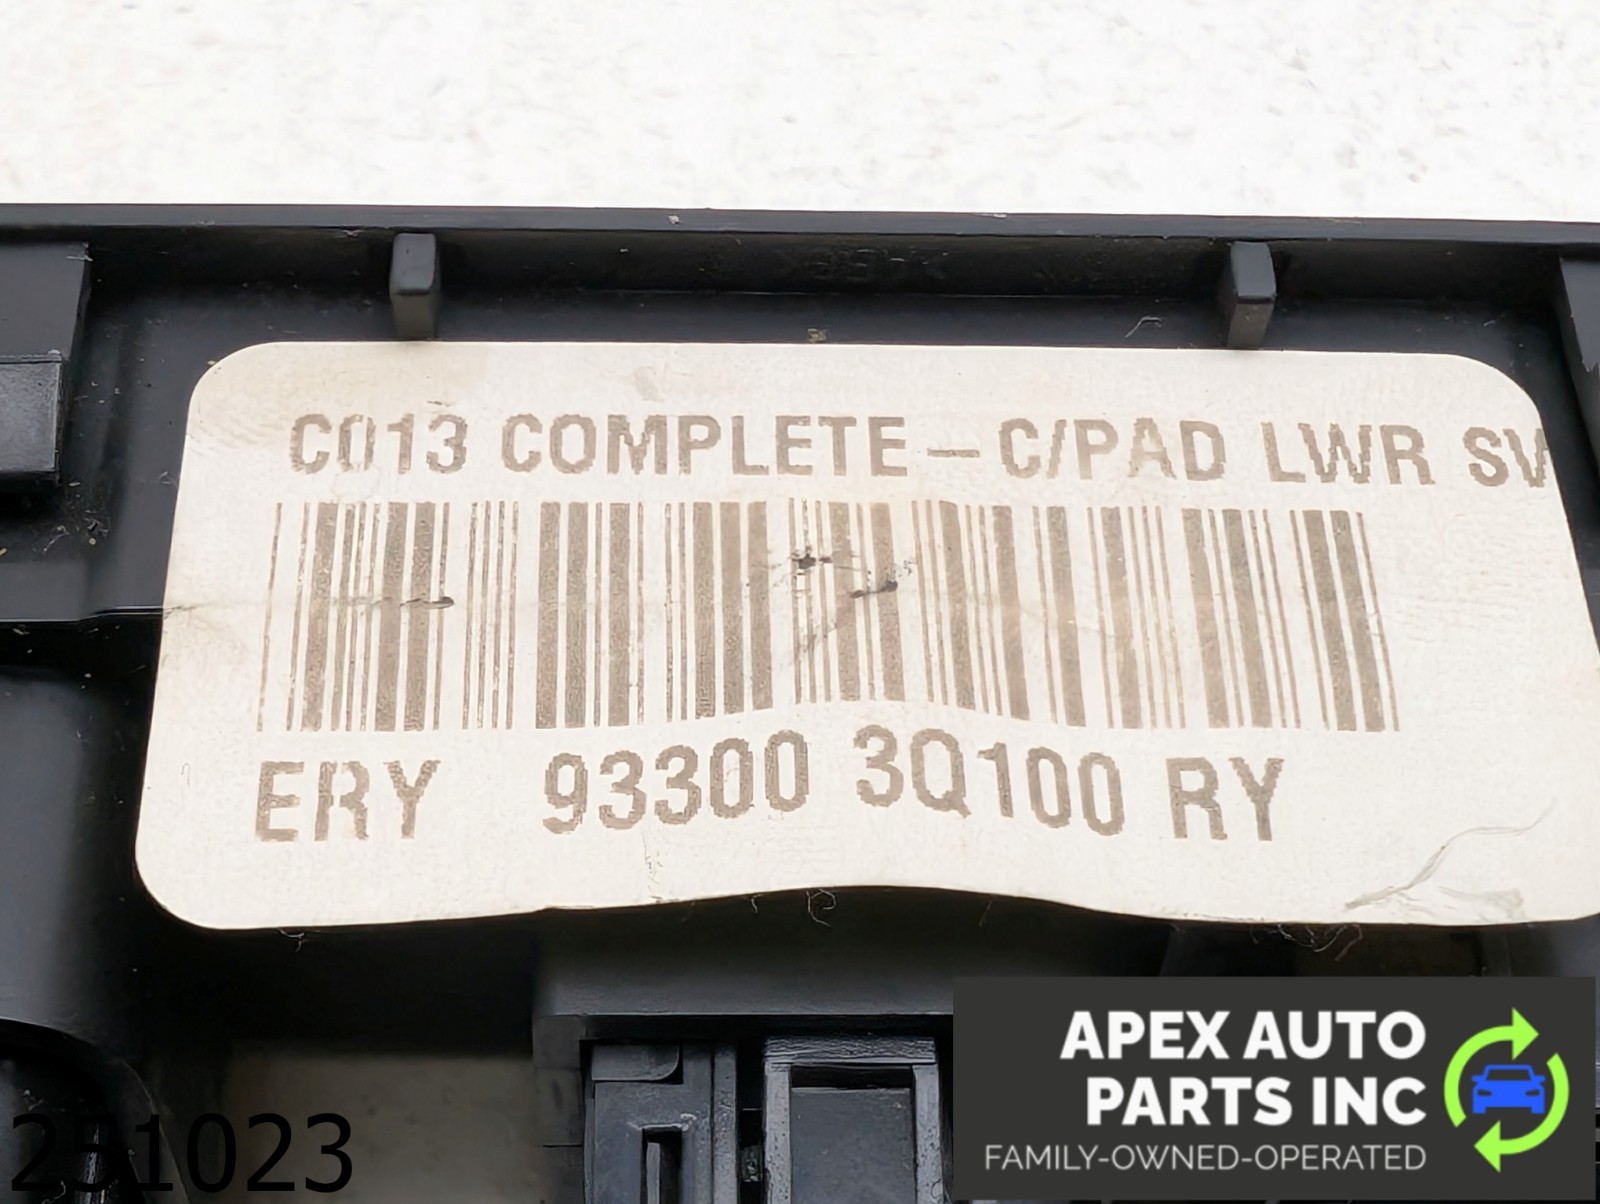 C013 COMPLETE-C/PAD LWR SV
ERY 93300 3Q100 RY
APEX AUTO
PARTS INC
FAMILY-OWNED-OPERATED
251023